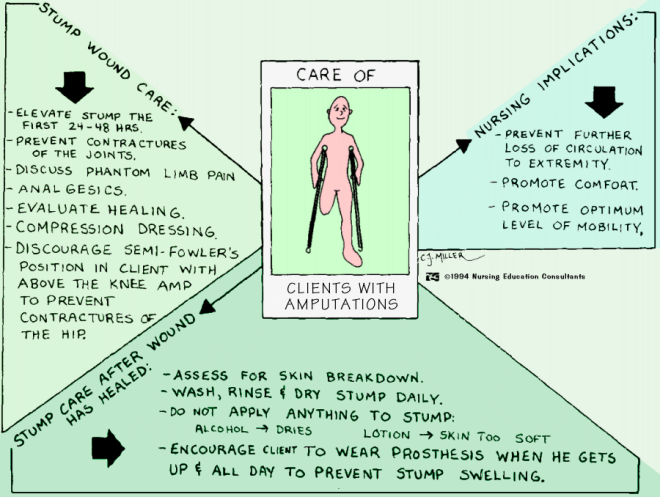 CARE OF
CLIENTS WITH
AMPUTATIONS
STUMP WOUND CARE:
-ELEVATE STUMP THE
FIRST 24-48 HRS.
-PREVENT CONTRACTURES
OF THE JOINTS.
-DISCUSS PHANTOM LIMB PAIN
-ANALGESICS.
-EVALUATE HEALING.
-COMPRESSION DRESSING.
-DISCOURAGE SEMI-FOWLER'S
POSITION IN CLIENT WITH
ABOVE THE KNEE AMP
TO PREVENT
CONTRACTURES OF
THE HIP.
NURSING IMPLICATIONS:
-PREVENT FURTHER
LOSS OF CIRCULATION
TO EXTREMITY.
-PROMOTE COMFORT.
-PROMOTE OPTIMUM
LEVEL OF MOBILITY,
C.J. MILLER
©1994 Nursing Education Consultants
STUMP CARE AFTER WOUND
HAS HEALED:
-ASSESS FOR SKIN BREAKDOWN.
-WASH, RINSE & DRY STUMP DAILY.
-DO NOT APPLY ANYTHING TO STUMP:
ALCOHOL → DRIES LOTION → SKIN TOO SOFT
-ENCOURAGE CLIENT TO WEAR PROSTHESIS WHEN HE GETS
UP & ALL DAY TO PREVENT STUMP SWELLING.